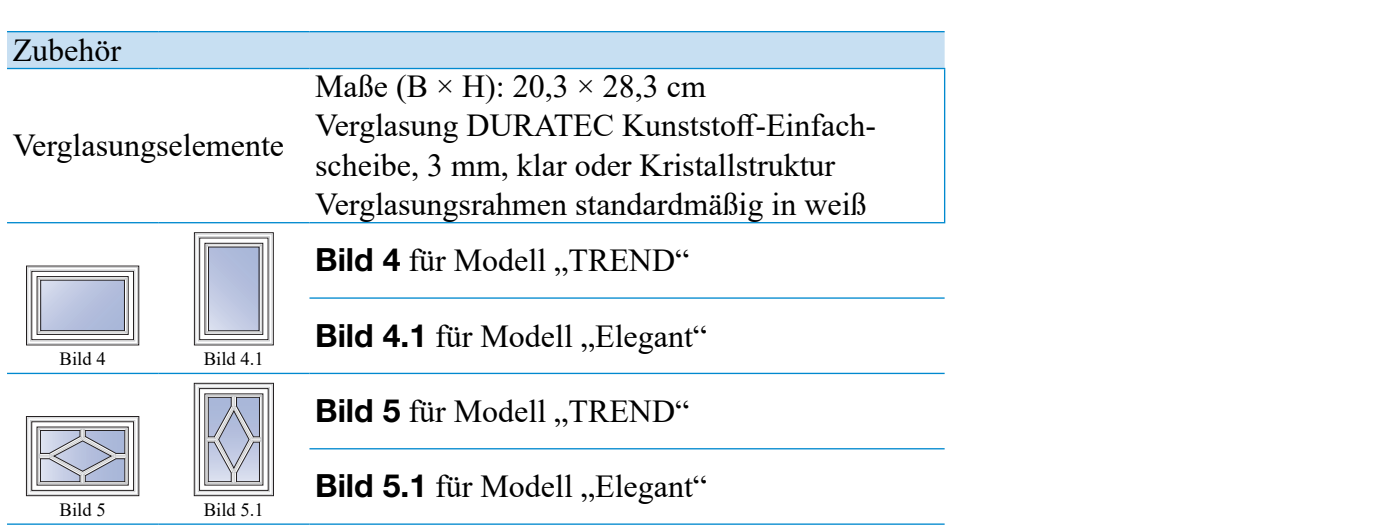 Zubehör
Verglasungselemente
Maße (B × H): 20,3 × 28,3 cm
Verglasung DURATEC Kunststoff-Einfach-
scheibe, 3 mm, klar oder Kristallstruktur
Verglasungsrahmen standardmäßig in weiß
Bild 4
Bild 4.1
Bild 4 für Modell „TREND“
Bild 4.1 für Modell „Elegant“
Bild 5
Bild 5.1
Bild 5 für Modell „TREND“
Bild 5.1 für Modell „Elegant“